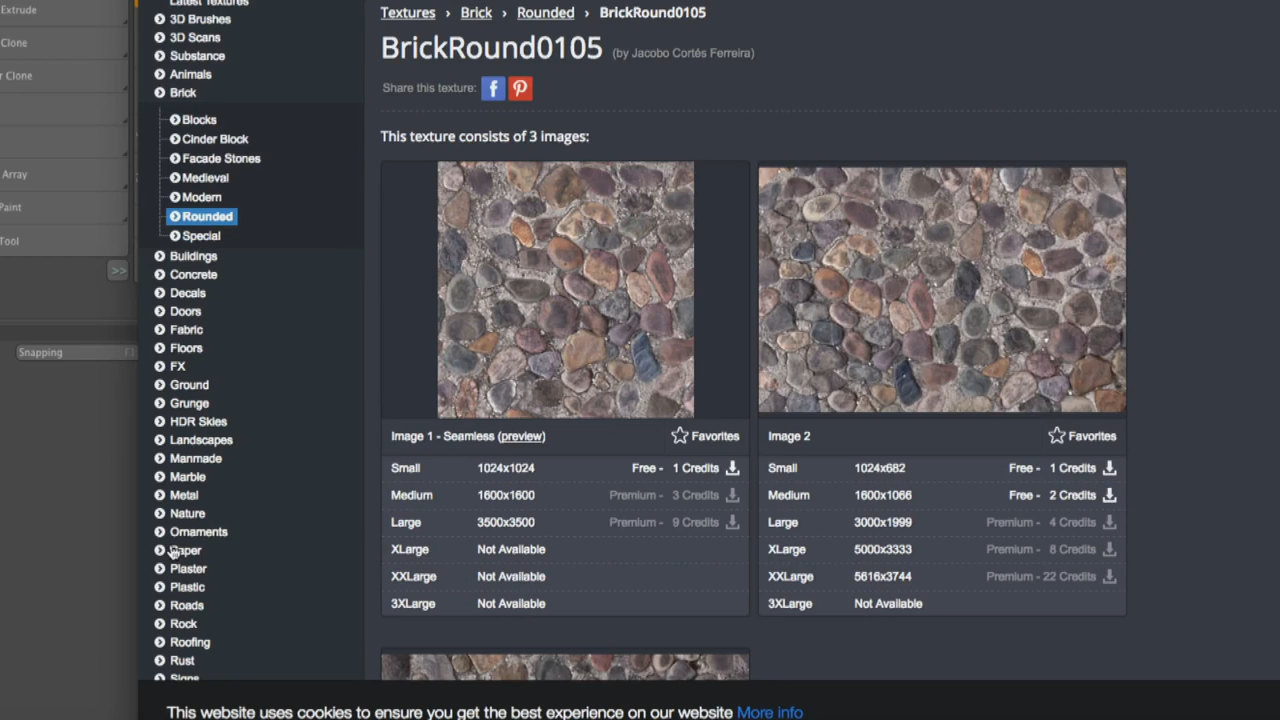 Extrude
Clone
r Clone
Array
Paint
Tool
>>
Snapping
Latest Textures
3D Brushes
3D Scans
Substance
Animals
Brick
Blocks
Cinder Block
Facade Stones
Medieval
Modern
Rounded
Special
Buildings
Concrete
Decals
Doors
Fabric
Floors
FX
Ground
Grunge
HDR Skies
Landscapes
Manmade
Marble
Metal
Nature
Ornaments
Paper
Plaster
Plastic
Roads
Rock
Roofing
Rust
Signs
Textures › Brick › Rounded › BrickRound0105
BrickRound0105 (by Jacobo Cortés Ferreira)
Share this texture:
This texture consists of 3 images:
Image 1 - Seamless (preview) Favorites
Small 1024x1024 Free - 1 Credits
Medium 1600x1600 Premium - 3 Credits
Large 3500x3500 Premium - 9 Credits
XLarge Not Available
XXLarge Not Available
3XLarge Not Available
Image 2 Favorites
Small 1024x682 Free - 1 Credits
Medium 1600x1066 Free - 2 Credits
Large 3000x1999 Premium - 4 Credits
XLarge 5000x3333 Premium - 8 Credits
XXLarge 5616x3744 Premium - 22 Credits
3XLarge Not Available
This website uses cookies to ensure you get the best experience on our website More info